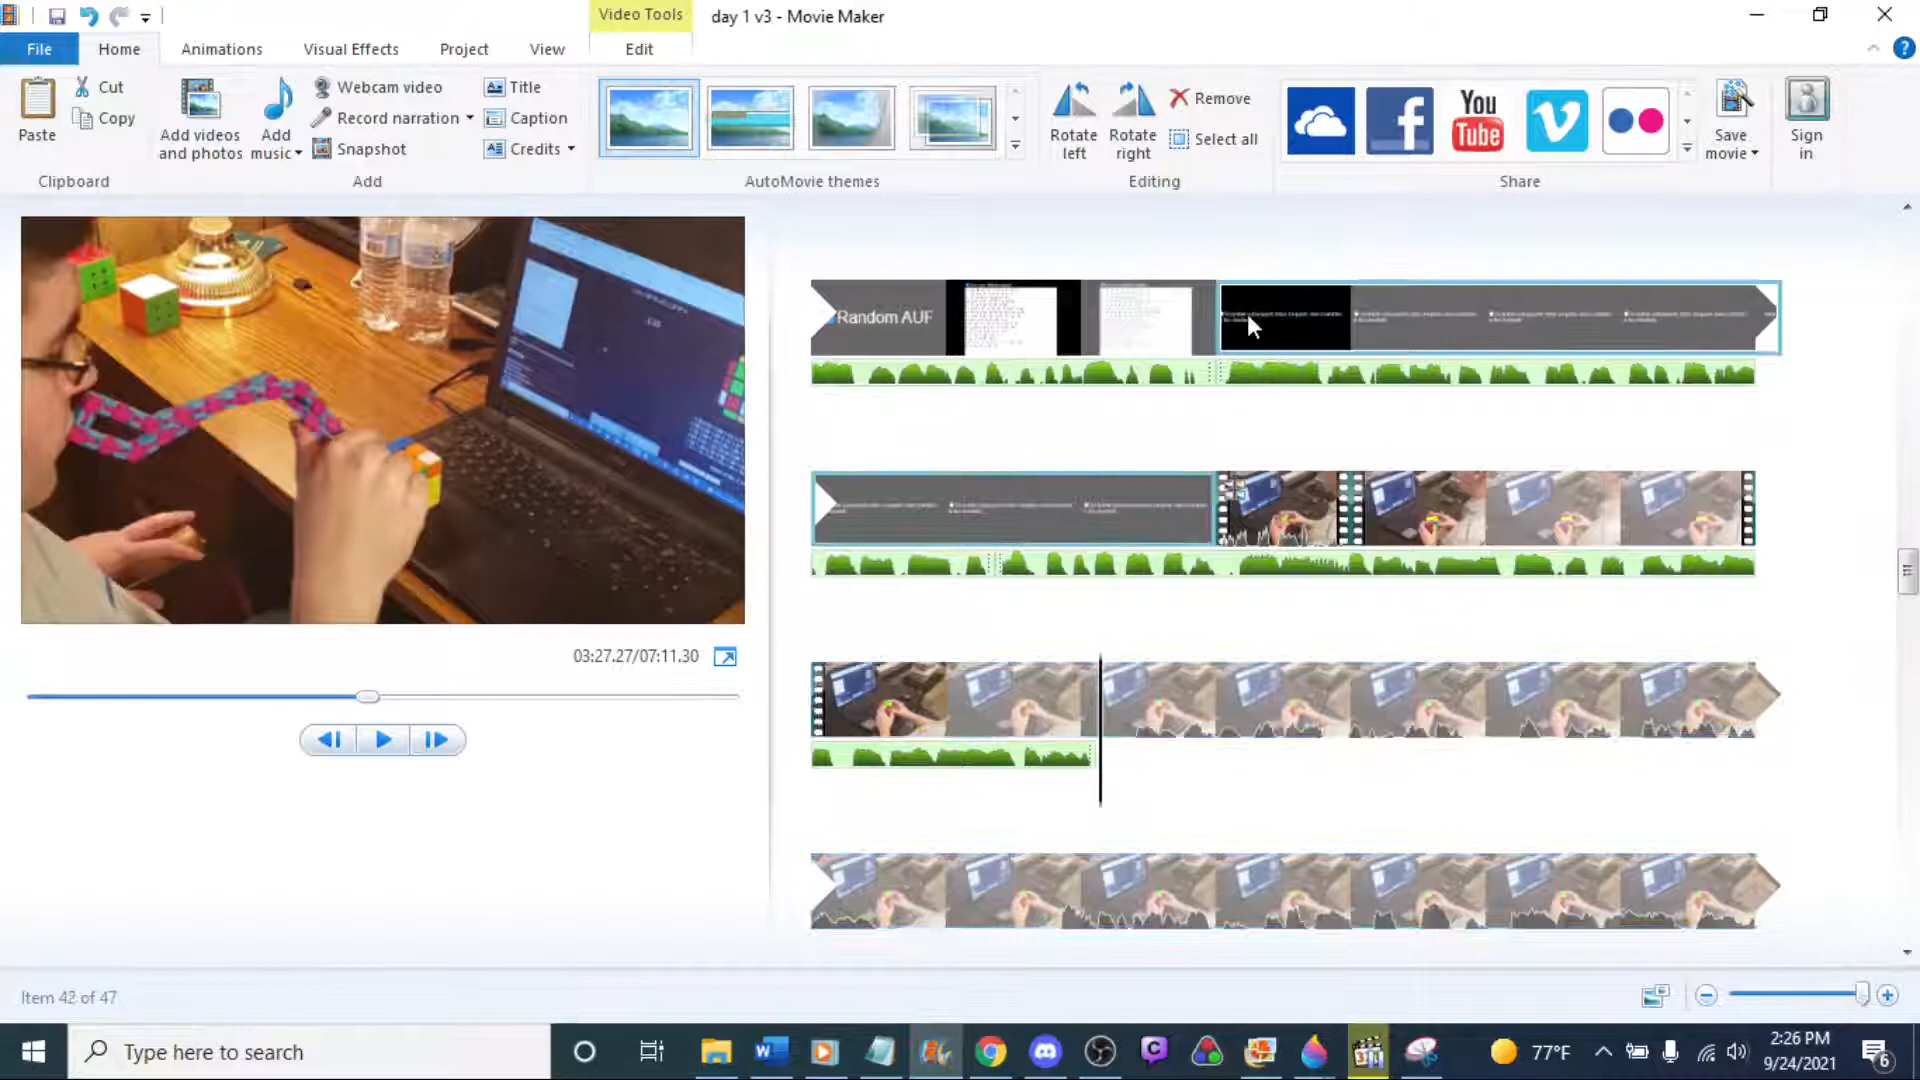 Video Tools
day 1 v3 - Movie Maker
File
Home
Animations
Visual Effects
Project
View
Edit
Paste
Cut
Copy
Clipboard
Add videos
and photos
Add
music
Webcam video
Record narration
Snapshot
Title
Caption
Credits
Add
AutoMovie themes
Rotate
left
Rotate
right
Remove
Select all
Editing
You
Tube
Share
Save
movie
Sign
in
Random AUF
03:27.27/07:11.30
Item 42 of 47
Type here to search
77°F
2:26 PM
9/24/2021
6